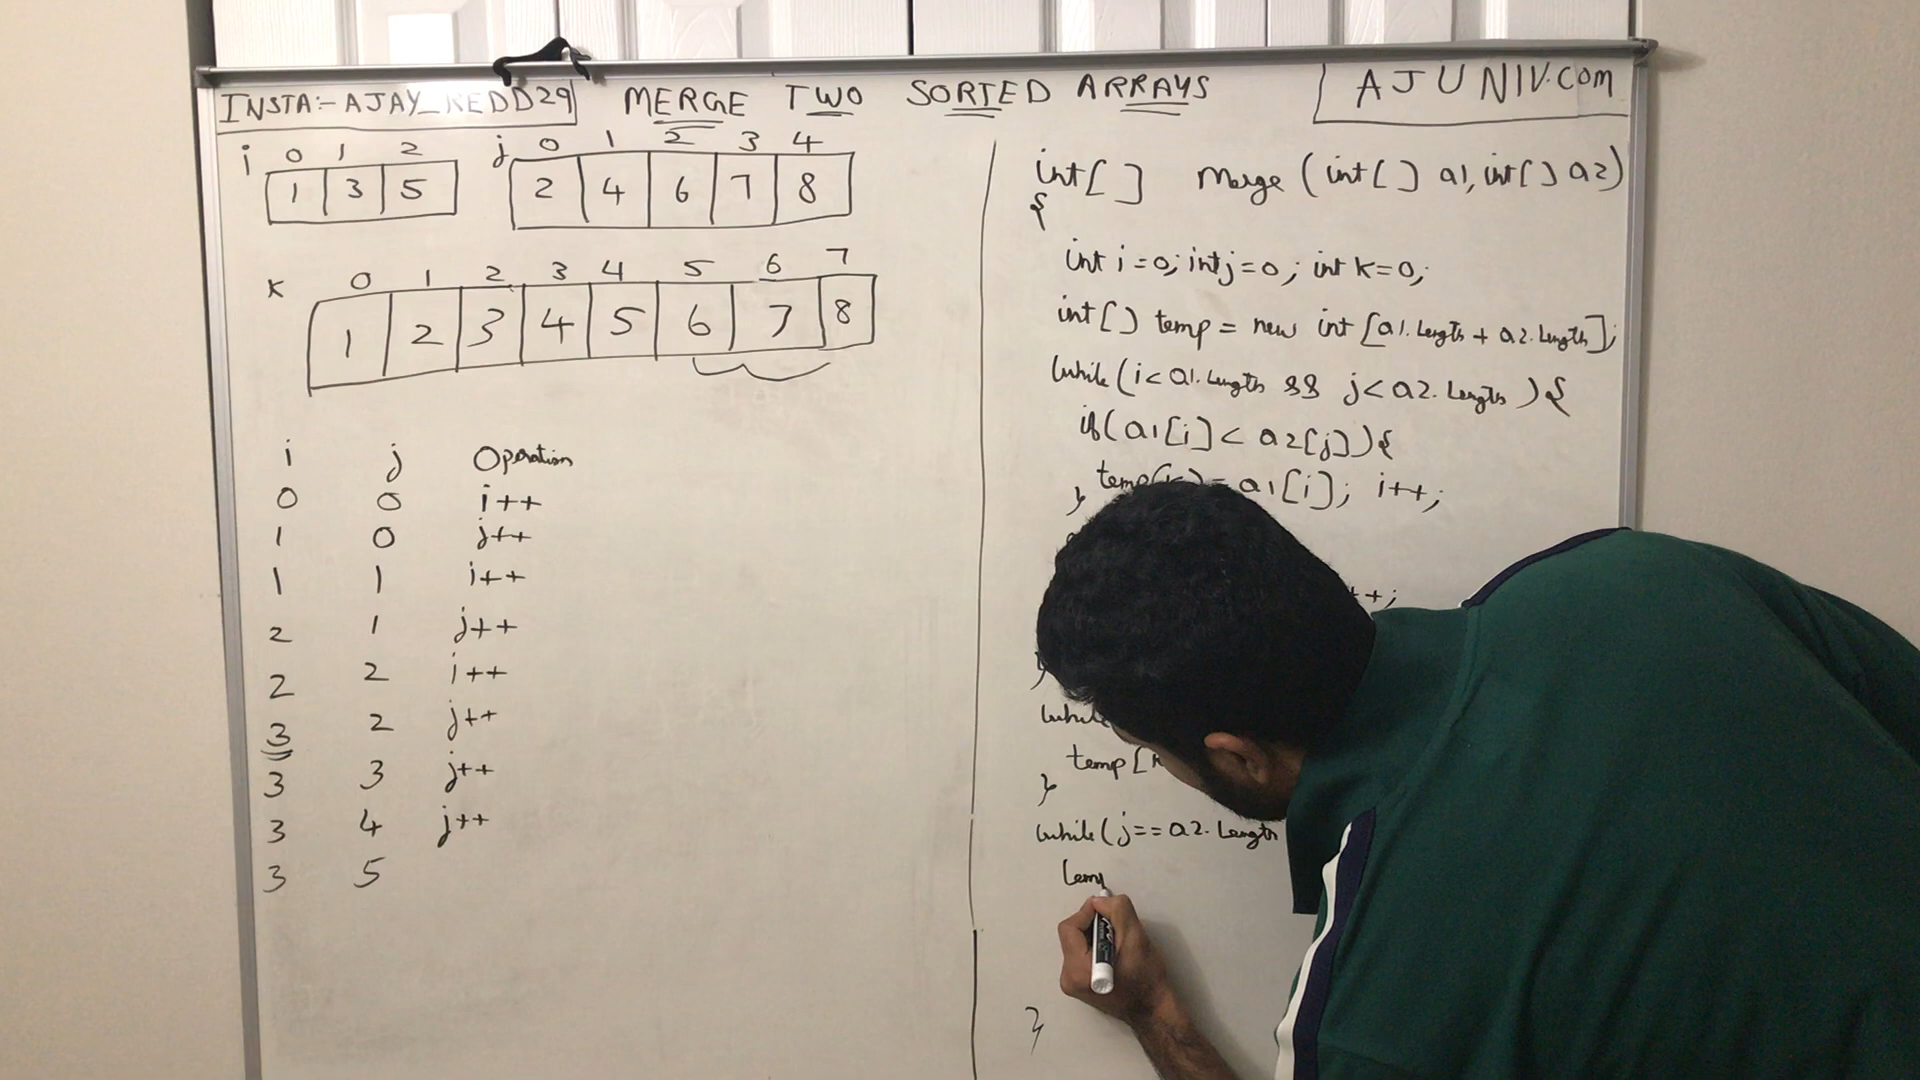 INSTA:- AJAY_NEDD29
MERGE TWO SORTED ARRAYS
AJUNIV.COM
i 0 1 2
1 3 5
j 0 1 2 3 4
2 4 6 7 8
K 0 1 2 3 4 5 6 7
1 2 3 4 5 6 7 8
i j Operation
0 0 i++
1 0 j++
1 1 i++
2 1 j++
2 2 i++
3 2 j++
3 3 j++
3 4 j++
3 5
int[] Merge (int[] a1, int[] a2)
{
int i=0; int j=0; int K=0;
int[] temp = new int [a1.Length + a2.Length];
while (i< a1.Length && j< a2.Length ){
if(a1[i] < a2[j]){
temp[K] = a1[i]; i++;
}
++;
}
while
temp[K
}
while(j== a2.Length
tem
}